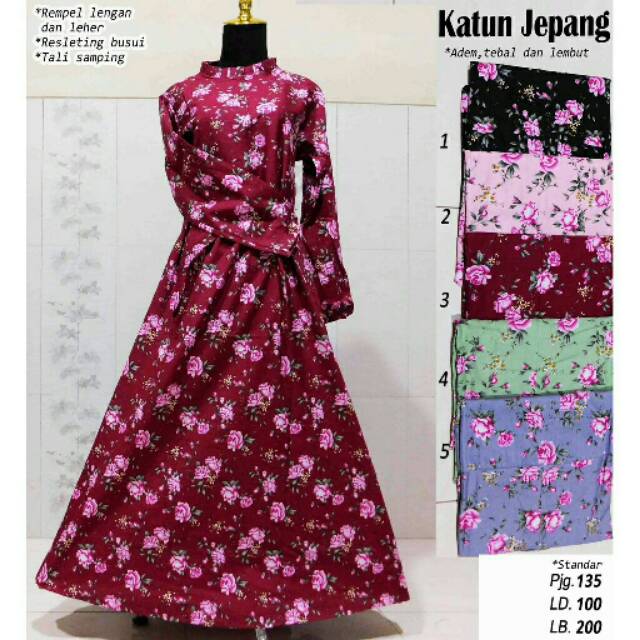 *Rempel lengan
dan leher
*Resleting busui
*Tali samping
Katun Jepang
*Adem,tebal dan lembut
1
2
3
4
5
*Standar
Pjg.135
LD. 100
LB. 200